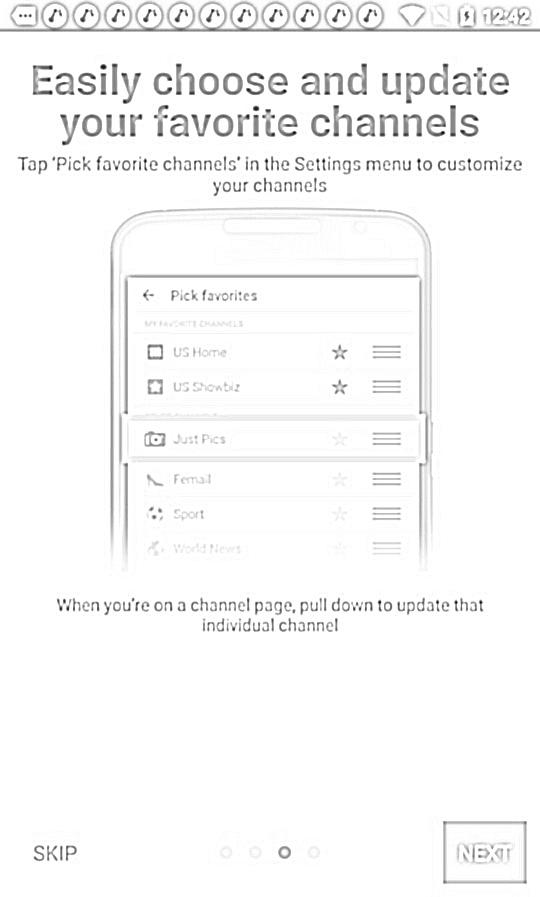 12:42
Easily choose and update
your favorite channels
Tap 'Pick favorite channels' in the Settings menu to customize
your channels
Pick favorites
MY FAVORITE CHANNELS
US Home
US Showbiz
Just Pics
Femail
Sport
World News
When you're on a channel page, pull down to update that
individual channel
SKIP
NEXT